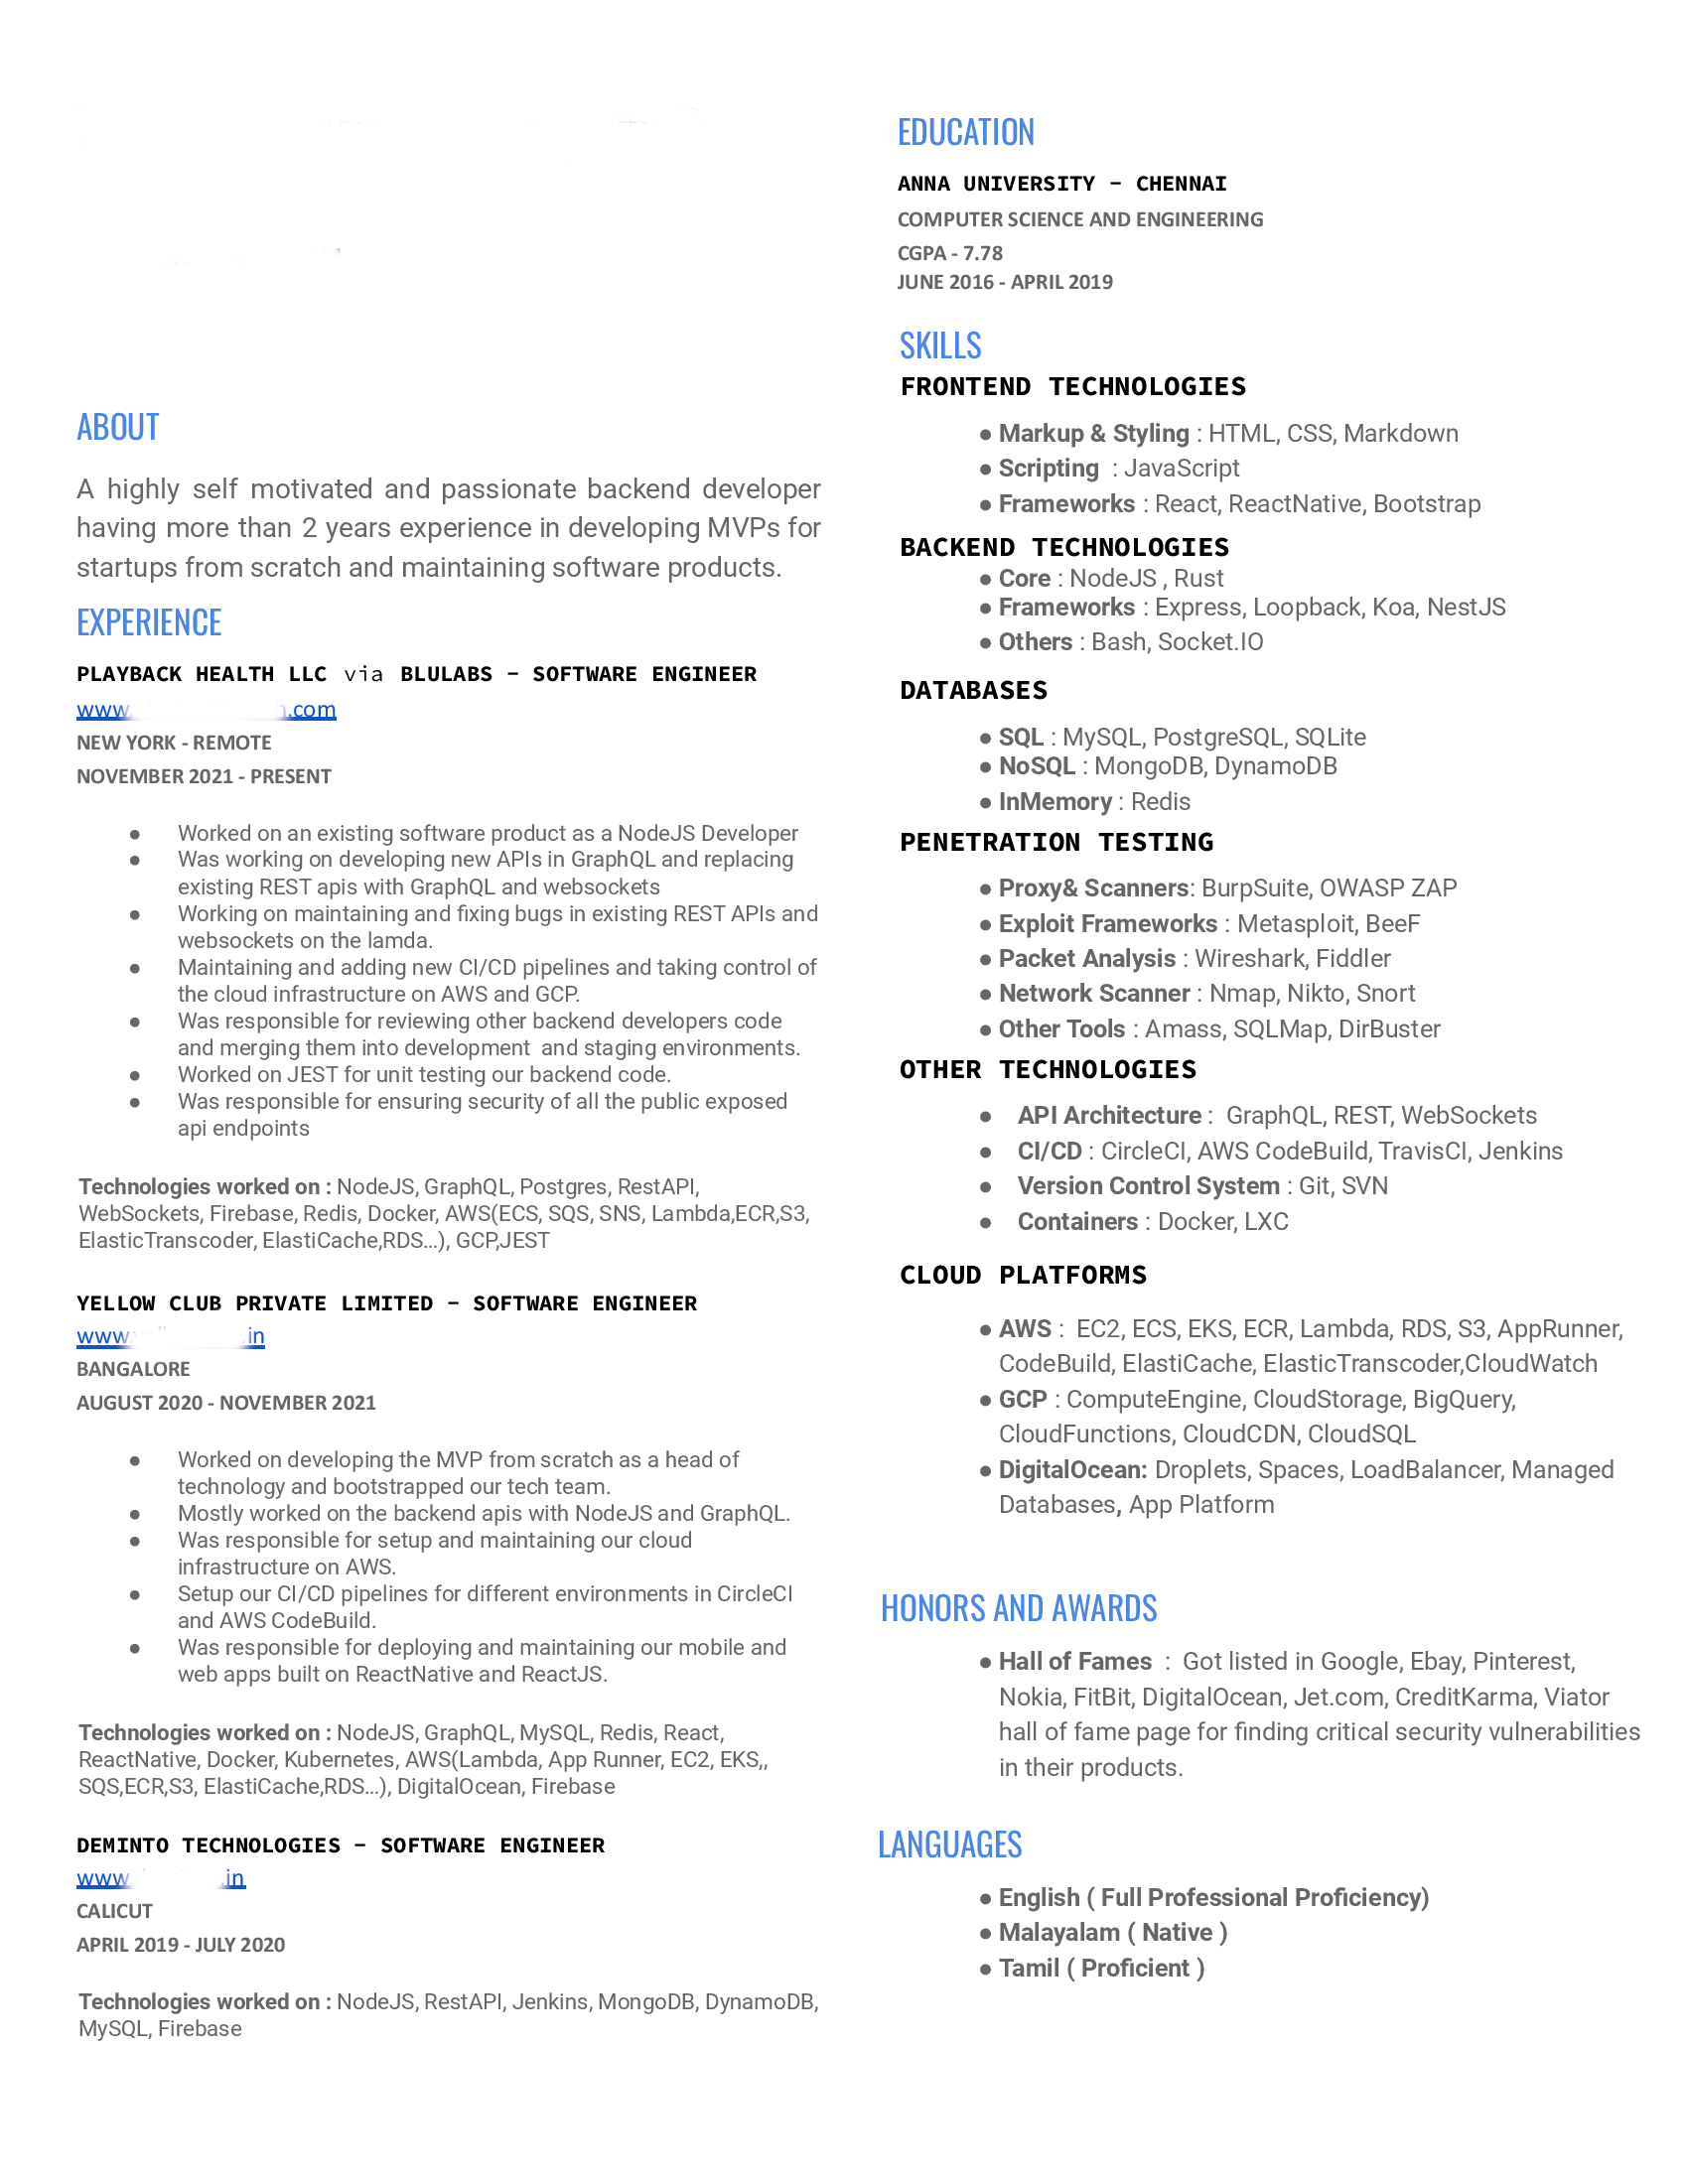 ABOUT
A highly self motivated and passionate backend developer
having more than 2 years experience in developing MVPs for
startups from scratch and maintaining software products.
EXPERIENCE
PLAYBACK HEALTH LLC via BLULABS - SOFTWARE ENGINEER
www. .com
NEW YORK - REMOTE
NOVEMBER 2021 - PRESENT
● Worked on an existing software product as a NodeJS Developer
● Was working on developing new APIs in GraphQL and replacing
existing REST apis with GraphQL and websockets
● Working on maintaining and fixing bugs in existing REST APIs and
websockets on the lamda.
● Maintaining and adding new CI/CD pipelines and taking control of
the cloud infrastructure on AWS and GCP.
● Was responsible for reviewing other backend developers code
and merging them into development and staging environments.
● Worked on JEST for unit testing our backend code.
● Was responsible for ensuring security of all the public exposed
api endpoints
Technologies worked on : NodeJS, GraphQL, Postgres, RestAPI,
WebSockets, Firebase, Redis, Docker, AWS(ECS, SQS, SNS, Lambda,ECR,S3,
ElasticTranscoder, ElastiCache,RDS...), GCP,JEST
YELLOW CLUB PRIVATE LIMITED - SOFTWARE ENGINEER
www. .in
BANGALORE
AUGUST 2020 - NOVEMBER 2021
● Worked on developing the MVP from scratch as a head of
technology and bootstrapped our tech team.
● Mostly worked on the backend apis with NodeJS and GraphQL.
● Was responsible for setup and maintaining our cloud
infrastructure on AWS.
● Setup our CI/CD pipelines for different environments in CircleCI
and AWS CodeBuild.
● Was responsible for deploying and maintaining our mobile and
web apps built on ReactNative and ReactJS.
Technologies worked on : NodeJS, GraphQL, MySQL, Redis, React,
ReactNative, Docker, Kubernetes, AWS(Lambda, App Runner, EC2, EKS,,
SQS,ECR,S3, ElastiCache,RDS...), DigitalOcean, Firebase
DEMINTO TECHNOLOGIES - SOFTWARE ENGINEER
www. .in
CALICUT
APRIL 2019 - JULY 2020
Technologies worked on : NodeJS, RestAPI, Jenkins, MongoDB, DynamoDB,
MySQL, Firebase
EDUCATION
ANNA UNIVERSITY - CHENNAI
COMPUTER SCIENCE AND ENGINEERING
CGPA - 7.78
JUNE 2016 - APRIL 2019
SKILLS
FRONTEND TECHNOLOGIES
● Markup & Styling : HTML, CSS, Markdown
● Scripting : JavaScript
● Frameworks : React, ReactNative, Bootstrap
BACKEND TECHNOLOGIES
● Core : NodeJS , Rust
● Frameworks : Express, Loopback, Koa, NestJS
● Others : Bash, Socket.IO
DATABASES
● SQL : MySQL, PostgreSQL, SQLite
● NoSQL : MongoDB, DynamoDB
● InMemory : Redis
PENETRATION TESTING
● Proxy& Scanners: BurpSuite, OWASP ZAP
● Exploit Frameworks : Metasploit, BeeF
● Packet Analysis : Wireshark, Fiddler
● Network Scanner : Nmap, Nikto, Snort
● Other Tools : Amass, SQLMap, DirBuster
OTHER TECHNOLOGIES
● API Architecture : GraphQL, REST, WebSockets
● CI/CD : CircleCI, AWS CodeBuild, TravisCI, Jenkins
● Version Control System : Git, SVN
● Containers : Docker, LXC
CLOUD PLATFORMS
● AWS : EC2, ECS, EKS, ECR, Lambda, RDS, S3, AppRunner,
CodeBuild, ElastiCache, ElasticTranscoder,CloudWatch
● GCP : ComputeEngine, CloudStorage, BigQuery,
CloudFunctions, CloudCDN, CloudSQL
● DigitalOcean: Droplets, Spaces, LoadBalancer, Managed
Databases, App Platform
HONORS AND AWARDS
● Hall of Fames : Got listed in Google, Ebay, Pinterest,
Nokia, FitBit, DigitalOcean, Jet.com, CreditKarma, Viator
hall of fame page for finding critical security vulnerabilities
in their products.
LANGUAGES
● English ( Full Professional Proficiency)
● Malayalam ( Native )
● Tamil ( Proficient )